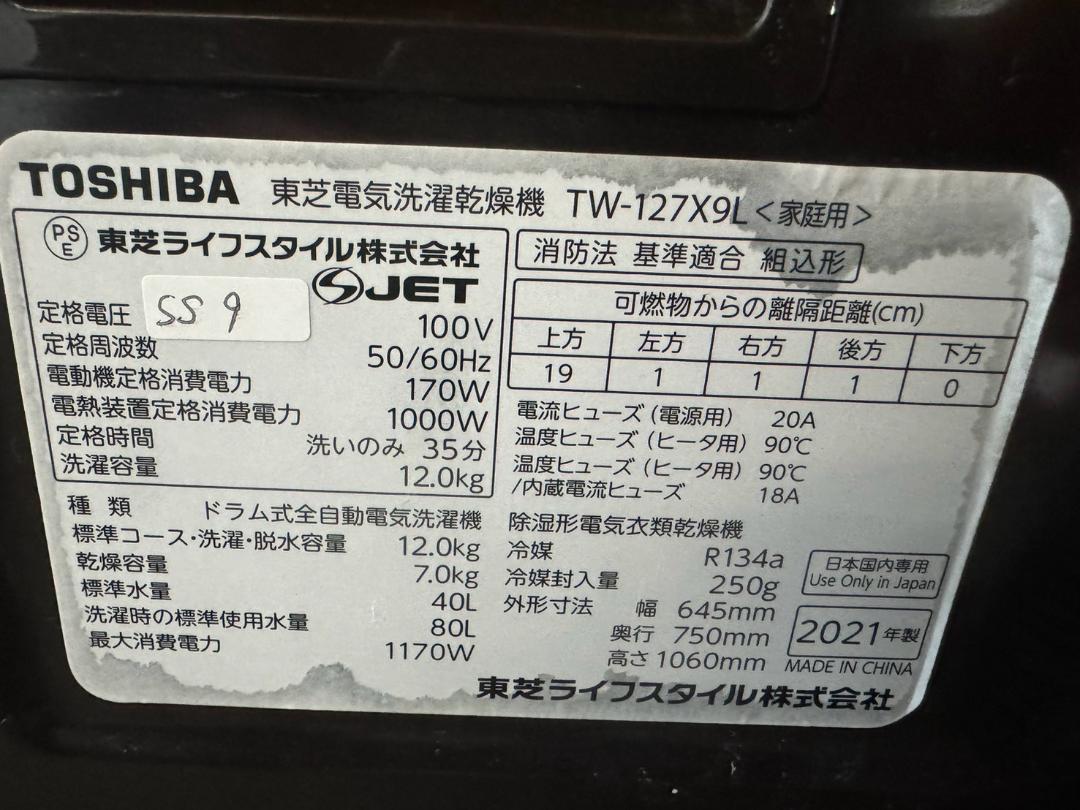 TOSHIBA 東芝電気洗濯乾燥機 TW-127X9L<家庭用>
PSE 東芝ライフスタイル株式会社
JET
SS 9
定格電圧 100V
定格周波数 50/60Hz
電動機定格消費電力 170W
電熱装置定格消費電力 1000W
定格時間 洗いのみ 35分
洗濯容量 12.0kg
種類 ドラム式全自動電気洗濯機
標準コース・洗濯・脱水容量 12.0kg
乾燥容量 7.0kg
標準水量 40L
洗濯時の標準使用水量 80L
最大消費電力 1170W
消防法 基準適合 組込形
可燃物からの離隔距離(cm)
上方 左方 右方 後方 下方
19 1 1 1 0
電流ヒューズ(電源用) 20A
温度ヒューズ(ヒータ用) 90℃
温度ヒューズ(ヒータ用) 90℃
/内蔵電流ヒューズ 18A
除湿形電気衣類乾燥機
冷媒 R134a
冷媒封入量 250g
外形寸法 幅 645mm
奥行 750mm
高さ 1060mm
日本国内専用
Use Only in Japan
2021年製
MADE IN CHINA
東芝ライフスタイル株式会社